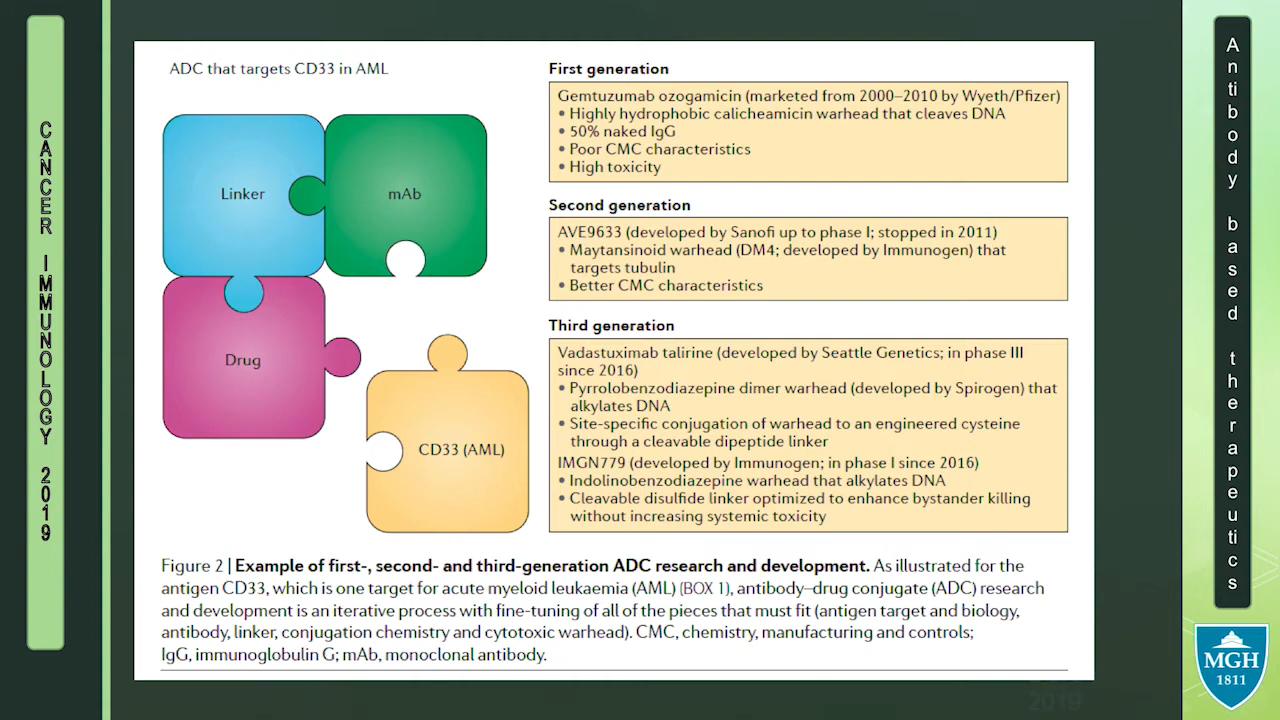 CANCER IMMUNOLOGY 2019
ADC that targets CD33 in AML
Linker
mAb
Drug
CD33 (AML)
First generation
Gemtuzumab ozogamicin (marketed from 2000–2010 by Wyeth/Pfizer)
• Highly hydrophobic calicheamicin warhead that cleaves DNA
• 50% naked IgG
• Poor CMC characteristics
• High toxicity
Second generation
AVE9633 (developed by Sanofi up to phase I; stopped in 2011)
• Maytansinoid warhead (DM4; developed by Immunogen) that
targets tubulin
• Better CMC characteristics
Third generation
Vadastuximab talirine (developed by Seattle Genetics; in phase III
since 2016)
• Pyrrolobenzodiazepine dimer warhead (developed by Spirogen) that
alkylates DNA
• Site-specific conjugation of warhead to an engineered cysteine
through a cleavable dipeptide linker
IMGN779 (developed by Immunogen; in phase I since 2016)
• Indolinobenzodiazepine warhead that alkylates DNA
• Cleavable disulfide linker optimized to enhance bystander killing
without increasing systemic toxicity
Figure 2 | Example of first-, second- and third-generation ADC research and development. As illustrated for the
antigen CD33, which is one target for acute myeloid leukaemia (AML) (BOX 1), antibody–drug conjugate (ADC) research
and development is an iterative process with fine-tuning of all of the pieces that must fit (antigen target and biology,
antibody, linker, conjugation chemistry and cytotoxic warhead). CMC, chemistry, manufacturing and controls;
IgG, immunoglobulin G; mAb, monoclonal antibody.
Antibody based therapeutics
MGH
1811
2019